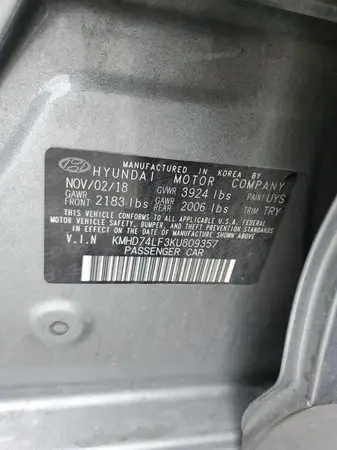 MANUFACTURED IN KOREA BY
HYUNDAI MOTOR COMPANY
NOV/02/18 GVWR 3924 lbs PAINT UYS
GAWR FRONT 2183 lbs GAWR REAR 2006 lbs TRIM TRY
THIS VEHICLE CONFORMS TO ALL APPLICABLE U.S.A FEDERAL
MOTOR VEHICLE SAFETY, BUMPER, AND THEFT PREVENTION STANDARDS
IN EFFECT ON THE DATE OF MANUFACTURE SHOWN ABOVE.
V.I.N KMHD74LF3KU809357
PASSENGER CAR